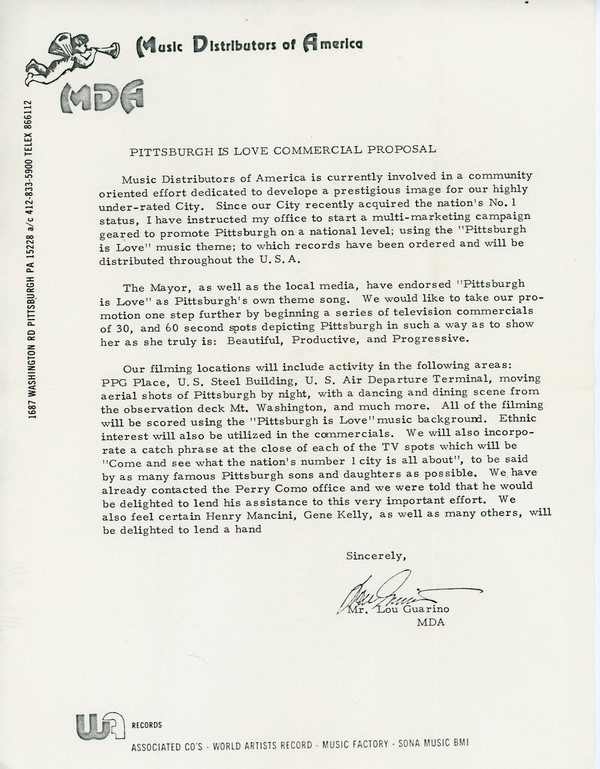 Music Distributors of America
MDA
1687 WASHINGTON RD PITTSBURGH PA 15228 a/c 412-833-5900 TELEX 866112
PITTSBURGH IS LOVE COMMERCIAL PROPOSAL
Music Distributors of America is currently involved in a community
oriented effort dedicated to develope a prestigious image for our highly
under-rated City. Since our City recently acquired the nation's No. 1
status, I have instructed my office to start a multi-marketing campaign
geared to promote Pittsburgh on a national level; using the "Pittsburgh
is Love" music theme; to which records have been ordered and will be
distributed throughout the U.S.A.
The Mayor, as well as the local media, have endorsed "Pittsburgh
is Love" as Pittsburgh's own theme song. We would like to take our pro-
motion one step further by beginning a series of television commercials
of 30, and 60 second spots depicting Pittsburgh in such a way as to show
her as she truly is: Beautiful, Productive, and Progressive.
Our filming locations will include activity in the following areas:
PPG Place, U.S. Steel Building, U.S. Air Departure Terminal, moving
aerial shots of Pittsburgh by night, with a dancing and dining scene from
the observation deck Mt. Washington, and much more. All of the filming
will be scored using the "Pittsburgh is Love" music background. Ethnic
interest will also be utilized in the commercials. We will also incorpo-
rate a catch phrase at the close of each of the TV spots which will be
"Come and see what the nation's number 1 city is all about", to be said
by as many famous Pittsburgh sons and daughters as possible. We have
already contacted the Perry Como office and we were told that he would
be delighted to lend his assistance to this very important effort. We
also feel certain Henry Mancini, Gene Kelly, as well as many others, will
be delighted to lend a hand
Sincerely,
Mr. Lou Guarino
MDA
WA RECORDS
ASSOCIATED CO'S - WORLD ARTISTS RECORD - MUSIC FACTORY - SONA MUSIC BMI